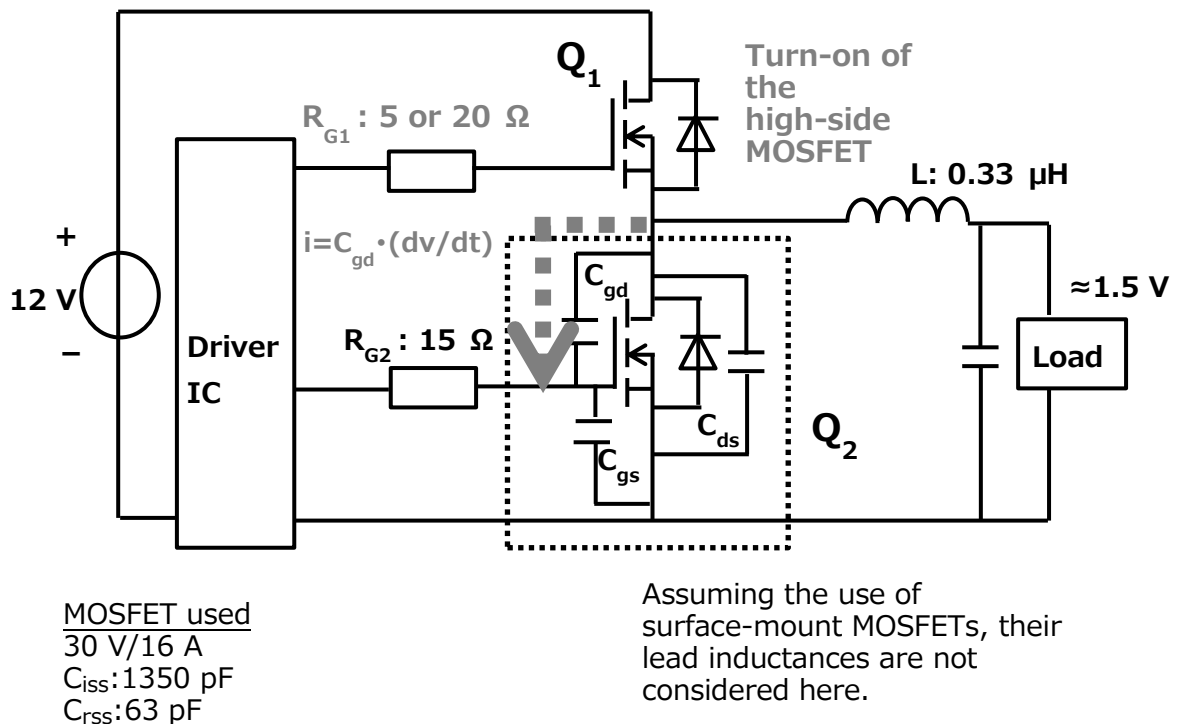 Q1
Turn-on of
the
high-side
MOSFET
RG1 : 5 or 20 Ω
L: 0.33 μH
i=Cgd·(dv/dt)
+
12 V
−
Cgd
≈1.5 V
Driver
IC
RG2 : 15 Ω
Load
Cds
Q2
Cgs
MOSFET used
30 V/16 A
Ciss:1350 pF
Crss:63 pF
Assuming the use of
surface-mount MOSFETs, their
lead inductances are not
considered here.